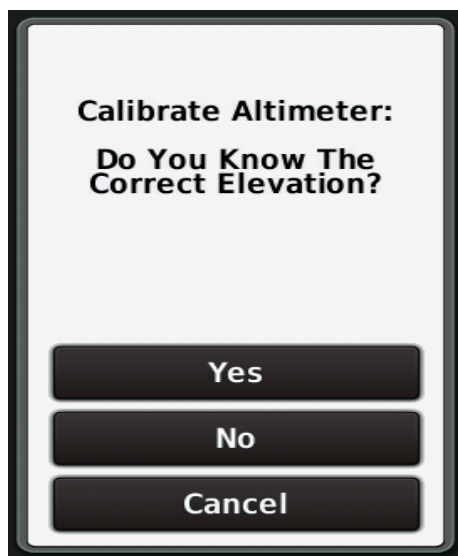 Calibrate Altimeter:
Do You Know The
Correct Elevation?
Yes
No
Cancel